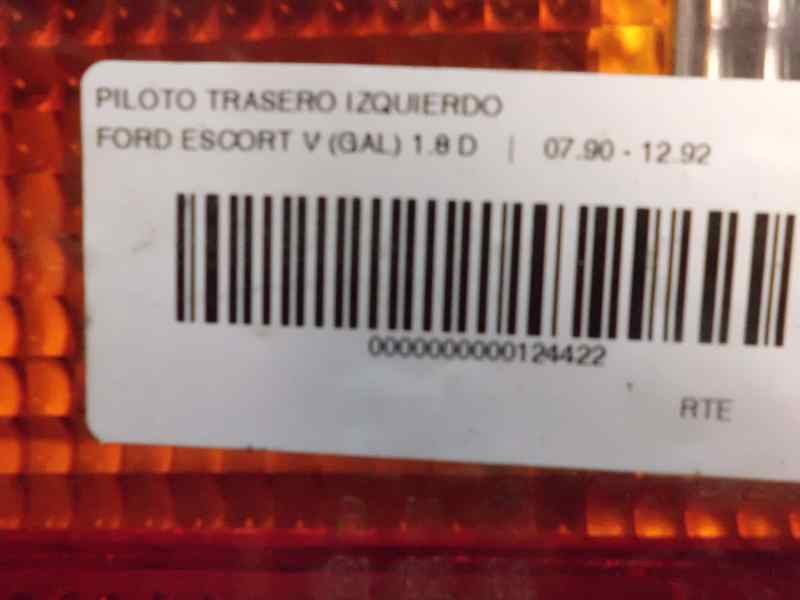 PILOTO TRASERO IZQUIERDO
FORD ESCORT V (GAL) 1.8 D | 07.90 - 12.92
0000000000124422
RTE